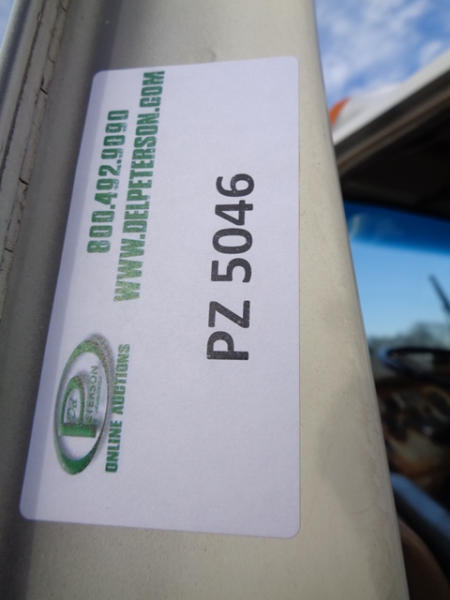 800.492.9090
WWW.DELPETERSON.COM
ONLINE AUCTIONS
PZ 5046